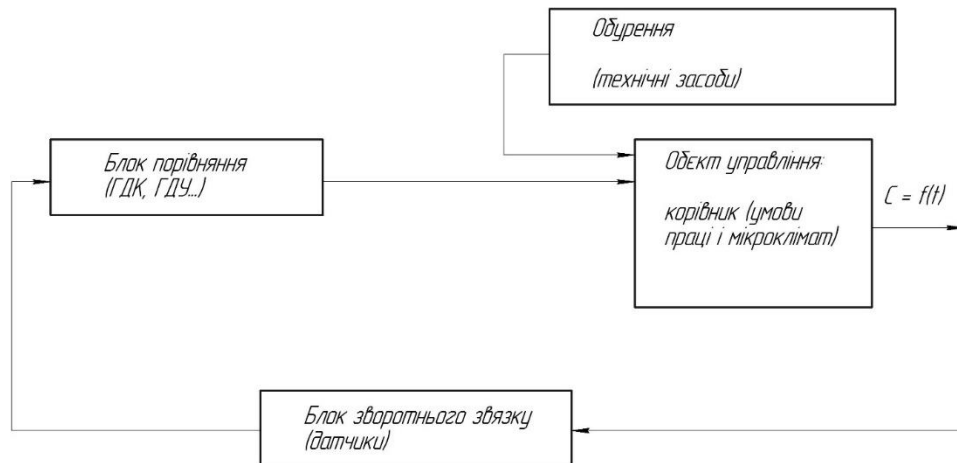 Обурення
(технічні засоби)
Блок порівняння
(ГДК, ГДУ...)
Обєкт управління:
корівник (умови
праці і мікроклімат)
C = f(t)
Блок зворотнього звязку
(датчики)